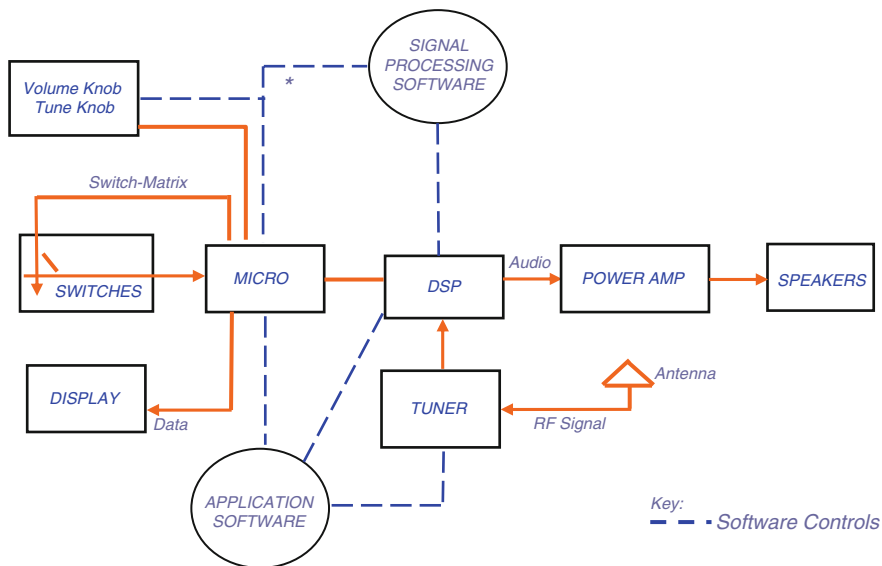 SIGNAL
PROCESSING
SOFTWARE
*
Volume Knob
Tune Knob
Switch-Matrix
SWITCHES
MICRO
DSP
Audio
POWER AMP
SPEAKERS
DISPLAY
Data
TUNER
RF Signal
Antenna
APPLICATION
SOFTWARE
Key:
Software Controls